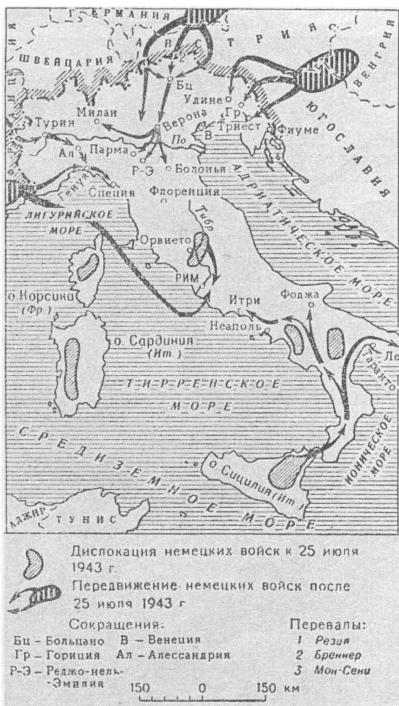 ГЕРМАНИЯ
А В С Т Р И Я
ШВЕЙЦАРИЯ
ВЕНГРИЯ
ЮГОСЛАВИЯ
Бц
Удине
Гр
Триест
Фиуме
Милан
Верона
В
Турин
По
Ал
Парма
Р-Э
Болонья
Генуя
Специя
Флоренция
АДРИАТИЧЕСКОЕ МОРЕ
ЛИГУРИЙСКОЕ
МОРЕ
Тибр
Орвието
РИМ
о. Корсика
(Фр.)
Итри
Фоджа
Неаполь
о. Сардиния
(Ит)
Таранто
Ле
ТИРРЕНСКОЕ
МОРЕ
ИОНИЧЕСКОЕ
МОРЕ
СРЕДИЗЕМНОЕ МОРЕ
о Сицилия (Ит)
АЛЖИР
ТУНИС
Дислокация немецких войск к 25 июля
1943 г.
Передвижение немецких войск после
25 июля 1943 г
Сокращения:
Бц – Больцано В – Венеция
Гр – Гориция Ал – Алессандрия
Р-Э – Реджо-нель-
-Эмилия
Перевалы:
1 Резия
2 Бреннер
3 Мон-Сени
150 0 150 км